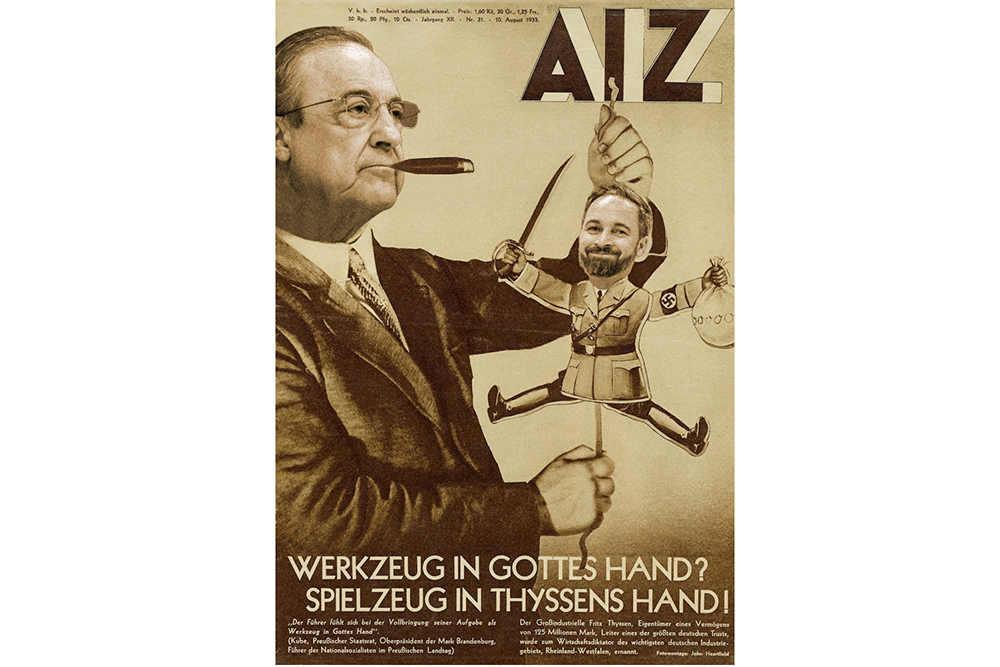 V. b. b. - Erscheint wöchentlich einmal. - Preis: 1,60 Kč, 30 Gr., 1,25 Frs.,
30 Rp., 20 Pfg., 10 Cts. - Jahrgang XII. - Nr. 31. - 10. August 1933.
AIZ
WERKZEUG IN GOTTES HAND?
SPIELZEUG IN THYSSENS HAND!
„Der Führer fühlt sich bei der Vollbringung seiner Aufgabe als
Werkzeug in Gottes Hand“.
(Kube, Preußischer Staatsrat, Oberpräsident der Mark Brandenburg,
Führer der Nationalsozialisten im Preußischen Landtag)
Der Großindustrielle Fritz Thyssen, Eigentümer eines Vermögens
von 125 Millionen Mark, Leiter eines der größten deutschen Trusts,
wurde zum Wirtschaftsdiktator des wichtigsten deutschen Industrie-
gebiets, Rheinland-Westfalen, ernannt. Fotomontage: John Heartfield